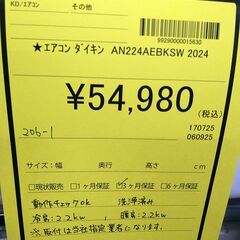 KD/エアコン その他
99290000015630
★エアコン ダイキン AN224AEBKSW 2024
¥54,980
(税込)
206-1
170725
060925
サイズ:幅 奥行 高さ cm
□現状販売 □1ヶ月保証 ☑3ヶ月保証 □6ヶ月保証
動作チェックok 洗浄済み
冷房:2.2kw 暖房:2.2kw
※取付は当社指定業者になります。